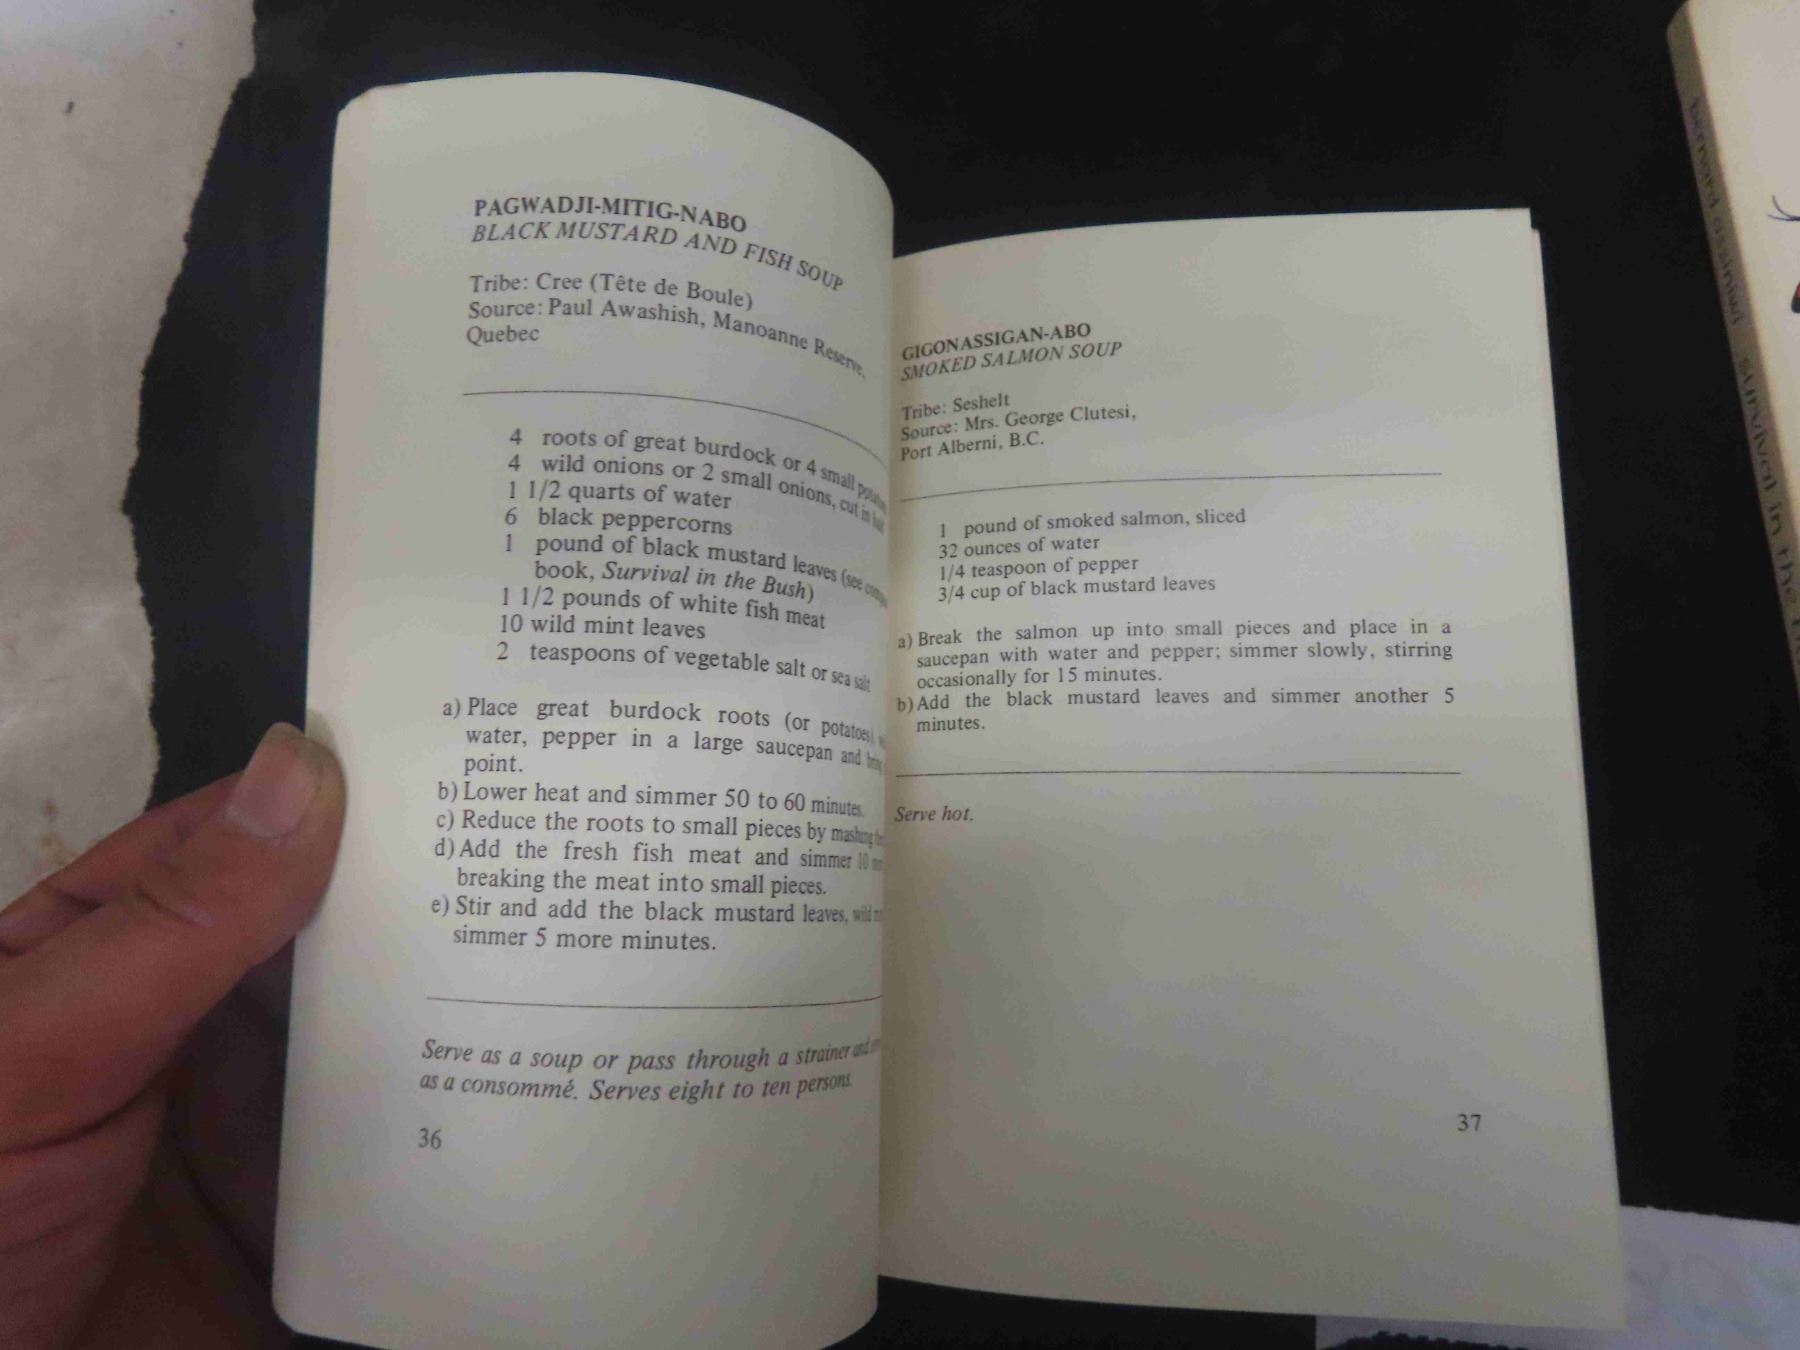 PAGWADJI-MITIG-NABO
BLACK MUSTARD AND FISH SOUP
Tribe: Cree (Tête de Boule)
Source: Paul Awashish, Manoanne Reserve,
Quebec
4 roots of great burdock or 4 small potatoes
4 wild onions or 2 small onions, cut in half
1 1/2 quarts of water
6 black peppercorns
1 pound of black mustard leaves (see
book, Survival in the Bush)
1 1/2 pounds of white fish meat
10 wild mint leaves
2 teaspoons of vegetable salt or sea salt
a) Place great burdock roots (or potatoes),
water, pepper in a large saucepan and
point.
b) Lower heat and simmer 50 to 60 minutes.
c) Reduce the roots to small pieces by mashing
d) Add the fresh fish meat and simmer 10
breaking the meat into small pieces.
e) Stir and add the black mustard leaves, wild
simmer 5 more minutes.
Serve as a soup or pass through a strainer and
as a consommé. Serves eight to ten persons.
36
GIGONASSIGAN-ABO
SMOKED SALMON SOUP
Tribe: Seshelt
Source: Mrs. George Clutesi,
Port Alberni, B.C.
1 pound of smoked salmon, sliced
32 ounces of water
1/4 teaspoon of pepper
3/4 cup of black mustard leaves
a) Break the salmon up into small pieces and place in a
saucepan with water and pepper; simmer slowly, stirring
occasionally for 15 minutes.
b) Add the black mustard leaves and simmer another 5
minutes.
Serve hot.
37
bernard assiniwi survival in the